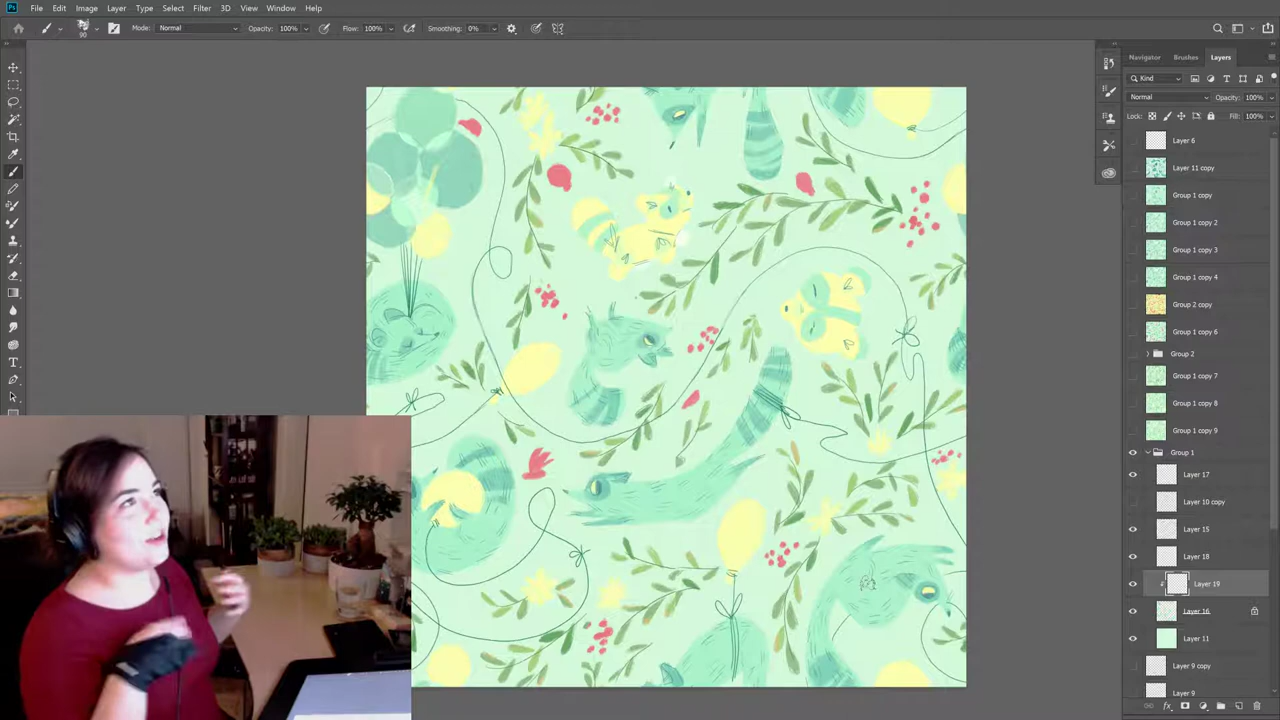 Ps File Edit Image Layer Type Select Filter 3D View Window Help
90 Mode: Normal Opacity: 100% Flow: 100% Smoothing: 0%
Navigator Brushes Layers
Kind
Normal Opacity: 100%
Lock: Fill: 100%
Layer 6
Layer 11 copy
Group 1 copy
Group 1 copy 2
Group 1 copy 3
Group 1 copy 4
Group 2 copy
Group 1 copy 6
Group 2
Group 1 copy 7
Group 1 copy 8
Group 1 copy 9
Group 1
Layer 17
Layer 10 copy
Layer 15
Layer 18
Layer 19
Layer 16
Layer 11
Layer 9 copy
Layer 9
fx